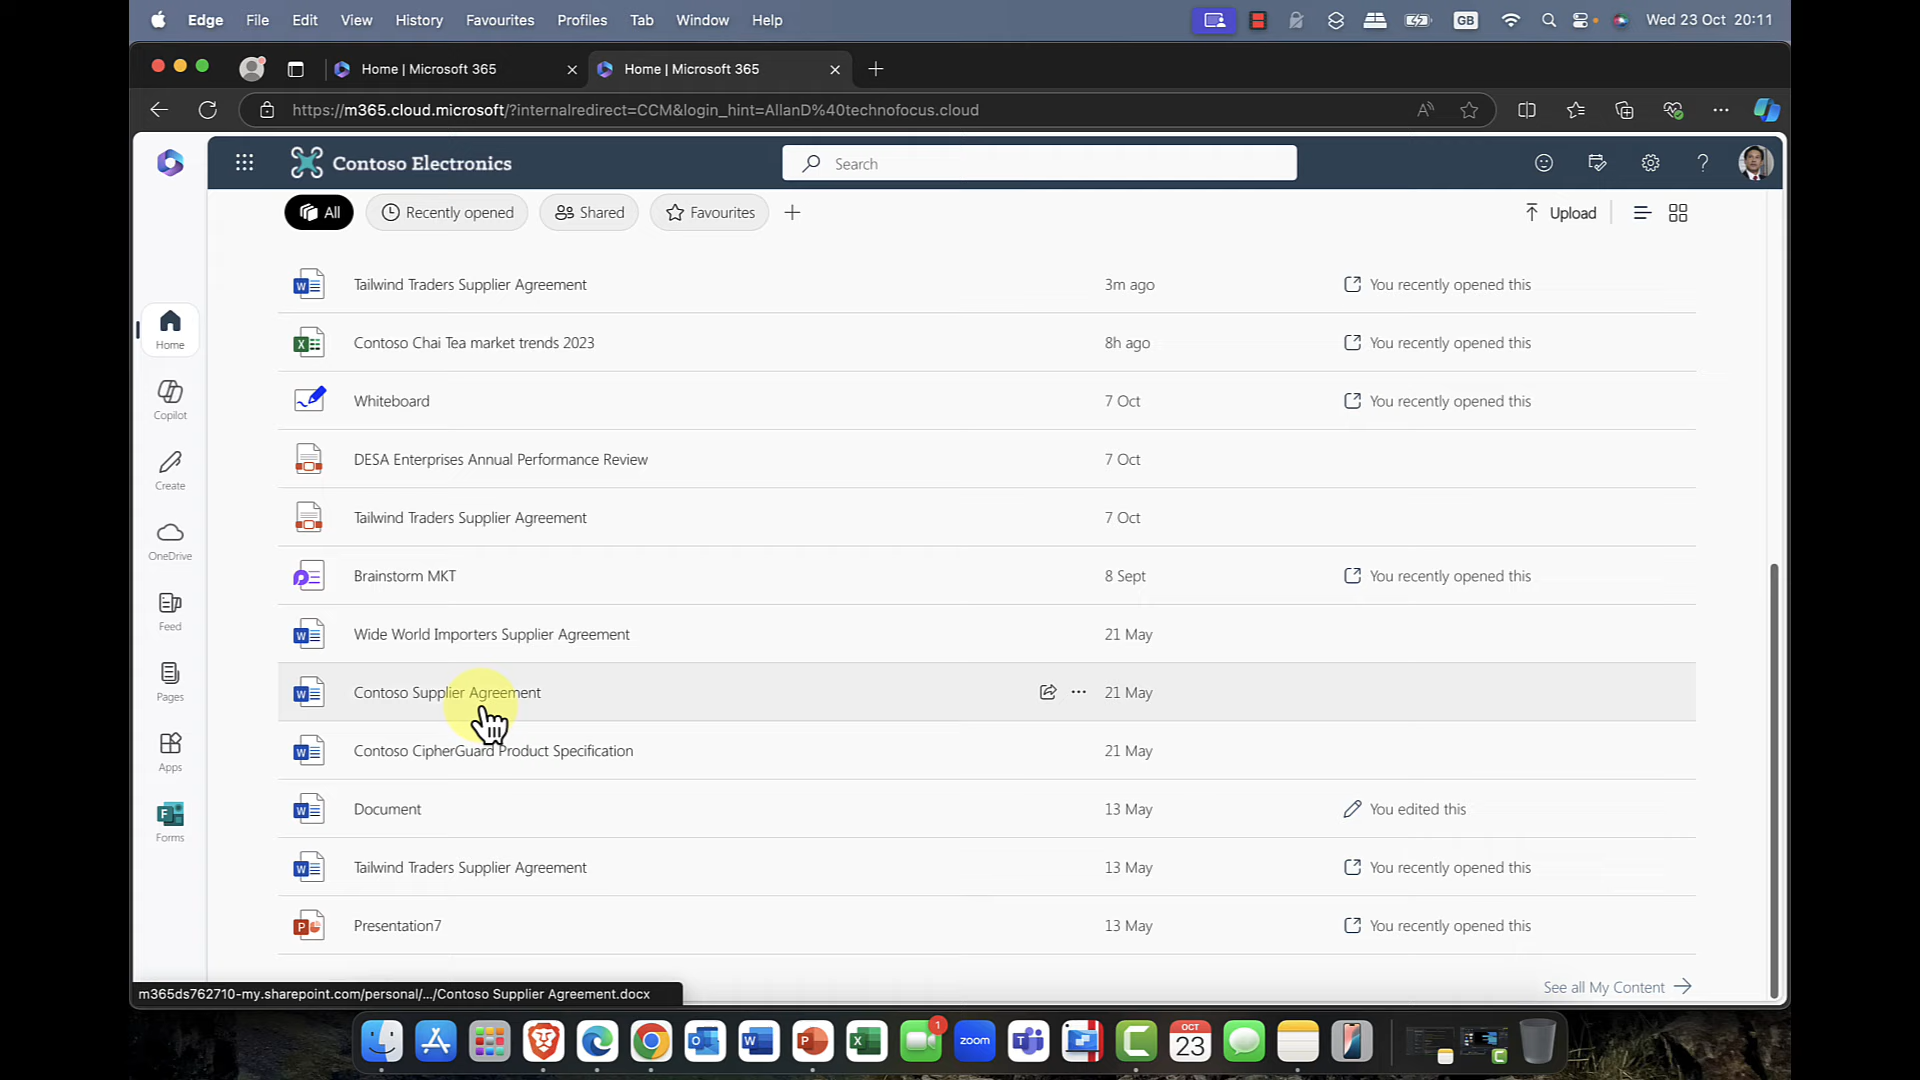 Edge File Edit View History Favourites Profiles Tab Window Help GB Wed 23 Oct 20:11
Home | Microsoft 365 Home | Microsoft 365
https://m365.cloud.microsoft/?internalredirect=CCM&login_hint=AllanD%40technofocus.cloud
Contoso Electronics Search
All Recently opened Shared Favourites Upload
Tailwind Traders Supplier Agreement 3m ago You recently opened this
Contoso Chai Tea market trends 2023 8h ago You recently opened this
Whiteboard 7 Oct You recently opened this
DESA Enterprises Annual Performance Review 7 Oct
Tailwind Traders Supplier Agreement 7 Oct
Brainstorm MKT 8 Sept You recently opened this
Wide World Importers Supplier Agreement 21 May
Contoso Supplier Agreement 21 May
Contoso CipherGuard Product Specification 21 May
Document 13 May You edited this
Tailwind Traders Supplier Agreement 13 May You recently opened this
Presentation7 13 May You recently opened this
See all My Content
Home
Copilot
Create
OneDrive
Feed
Pages
Apps
Forms
m365ds762710-my.sharepoint.com/personal/.../Contoso Supplier Agreement.docx
1
zoom
OCT
23